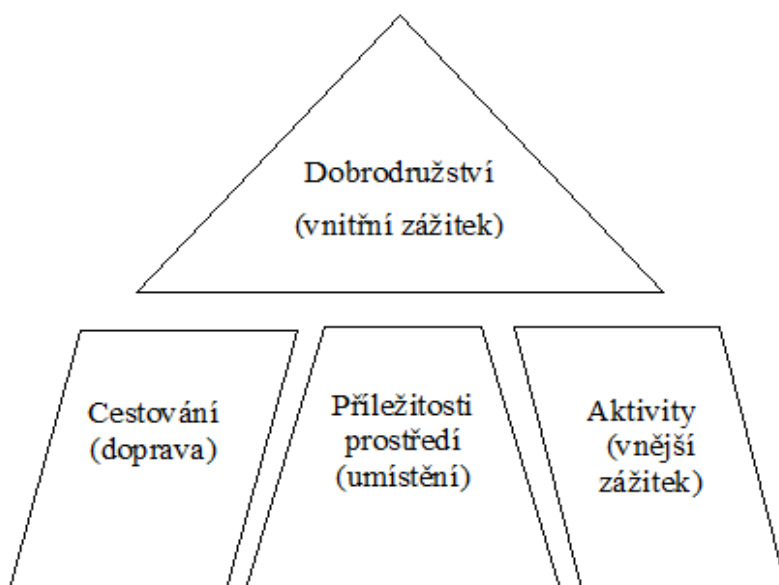 Dobrodružství
(vnitřní zážitek)
Cestování
(doprava)
Příležitosti
prostředí
(umístění)
Aktivity
(vnější
zážitek)